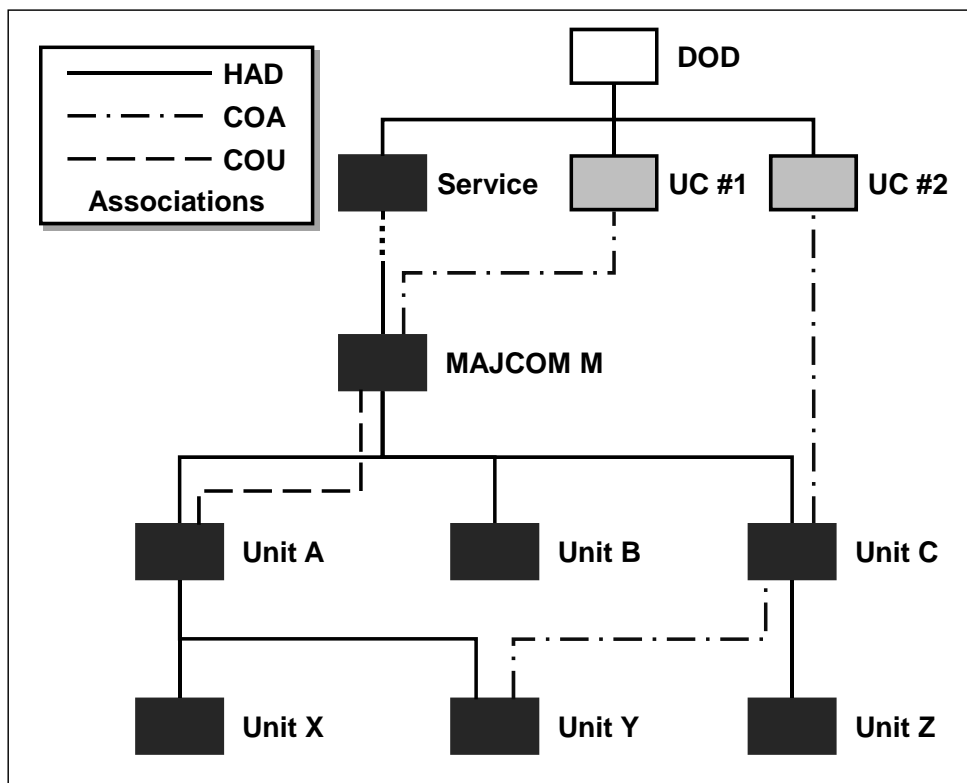 HAD
COA
COU
Associations
DOD
Service
UC #1
UC #2
MAJCOM M
Unit A
Unit B
Unit C
Unit X
Unit Y
Unit Z